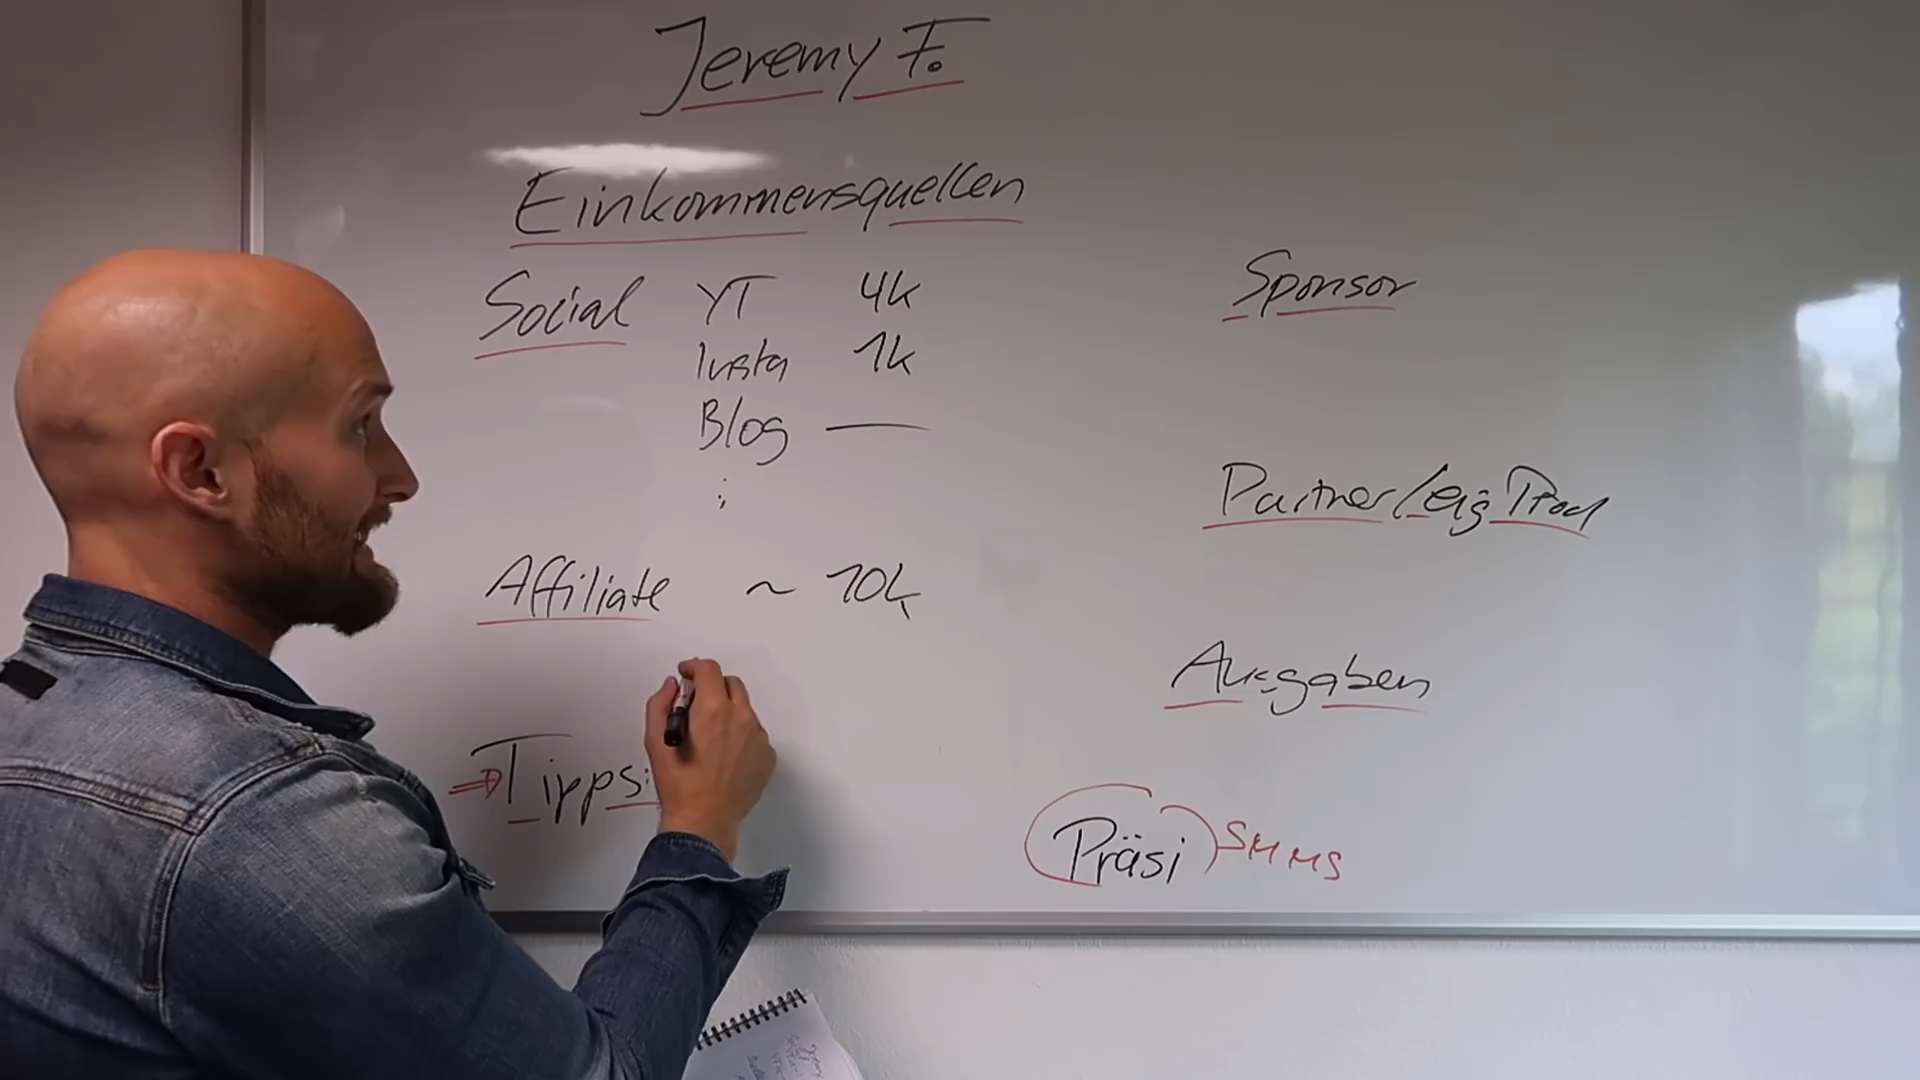 Jeremy F.
Einkommensquellen
Social YT 4k
Insta 1k
Blog —
:
Affiliate ~ 10k
⇒ Tipps:
Sponsor
Partner/eig Prod
Ausgaben
Präsi SMMS